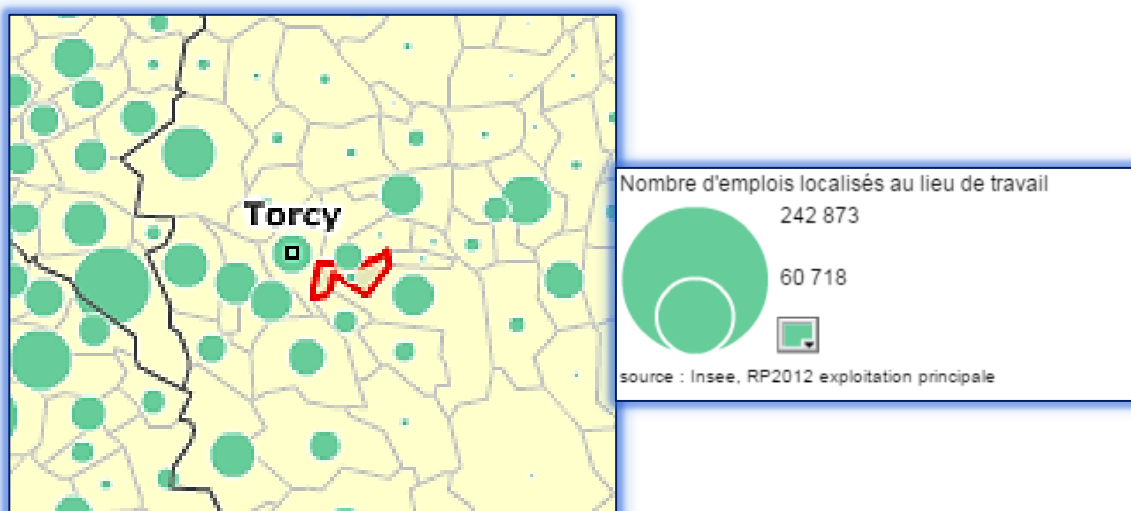 Torcy
Nombre d'emplois localisés au lieu de travail
242 873
60 718
source : Insee, RP2012 exploitation principale